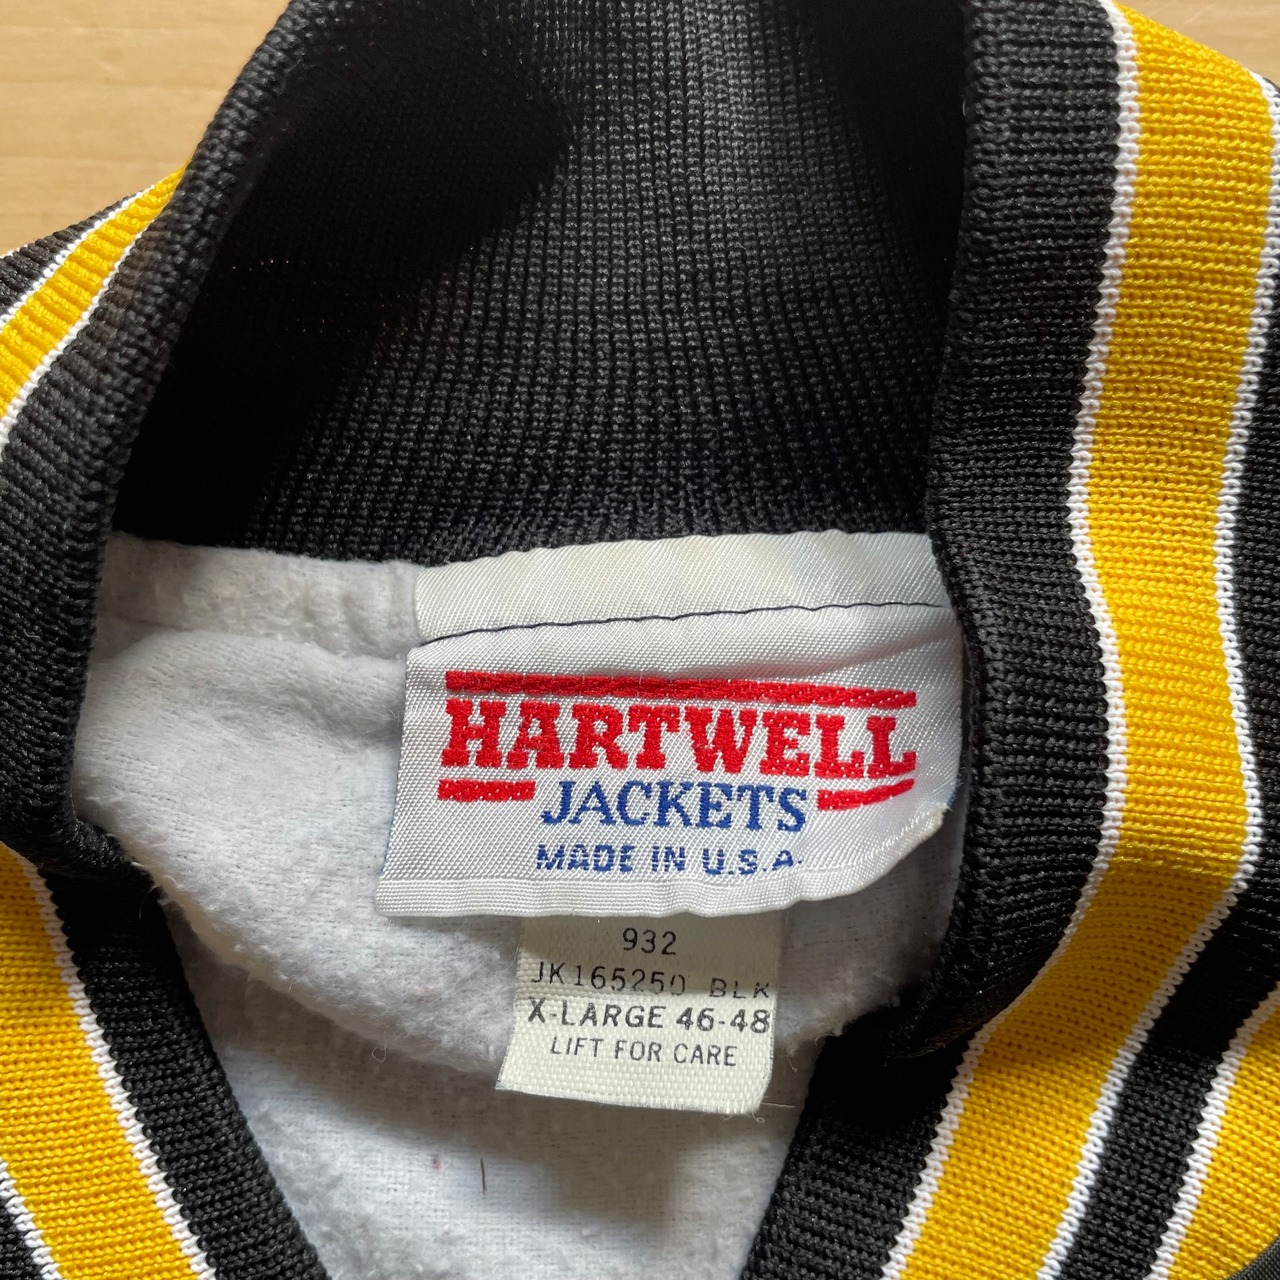 HARTWELL
JACKETS
MADE IN U.S.A.
932
JK165250 BLK
X-LARGE 46-48
LIFT FOR CARE